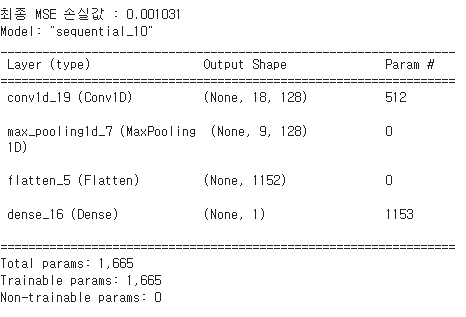 최종 MSE 손실값 : 0.001031
Model: "sequential_10"
_________________________________________________________________
Layer (type) Output Shape Param #
=================================================================
conv1d_19 (Conv1D) (None, 18, 128) 512
max_pooling1d_7 (MaxPooling (None, 9, 128) 0
1D)
flatten_5 (Flatten) (None, 1152) 0
dense_16 (Dense) (None, 1) 1153
=================================================================
Total params: 1,665
Trainable params: 1,665
Non-trainable params: 0